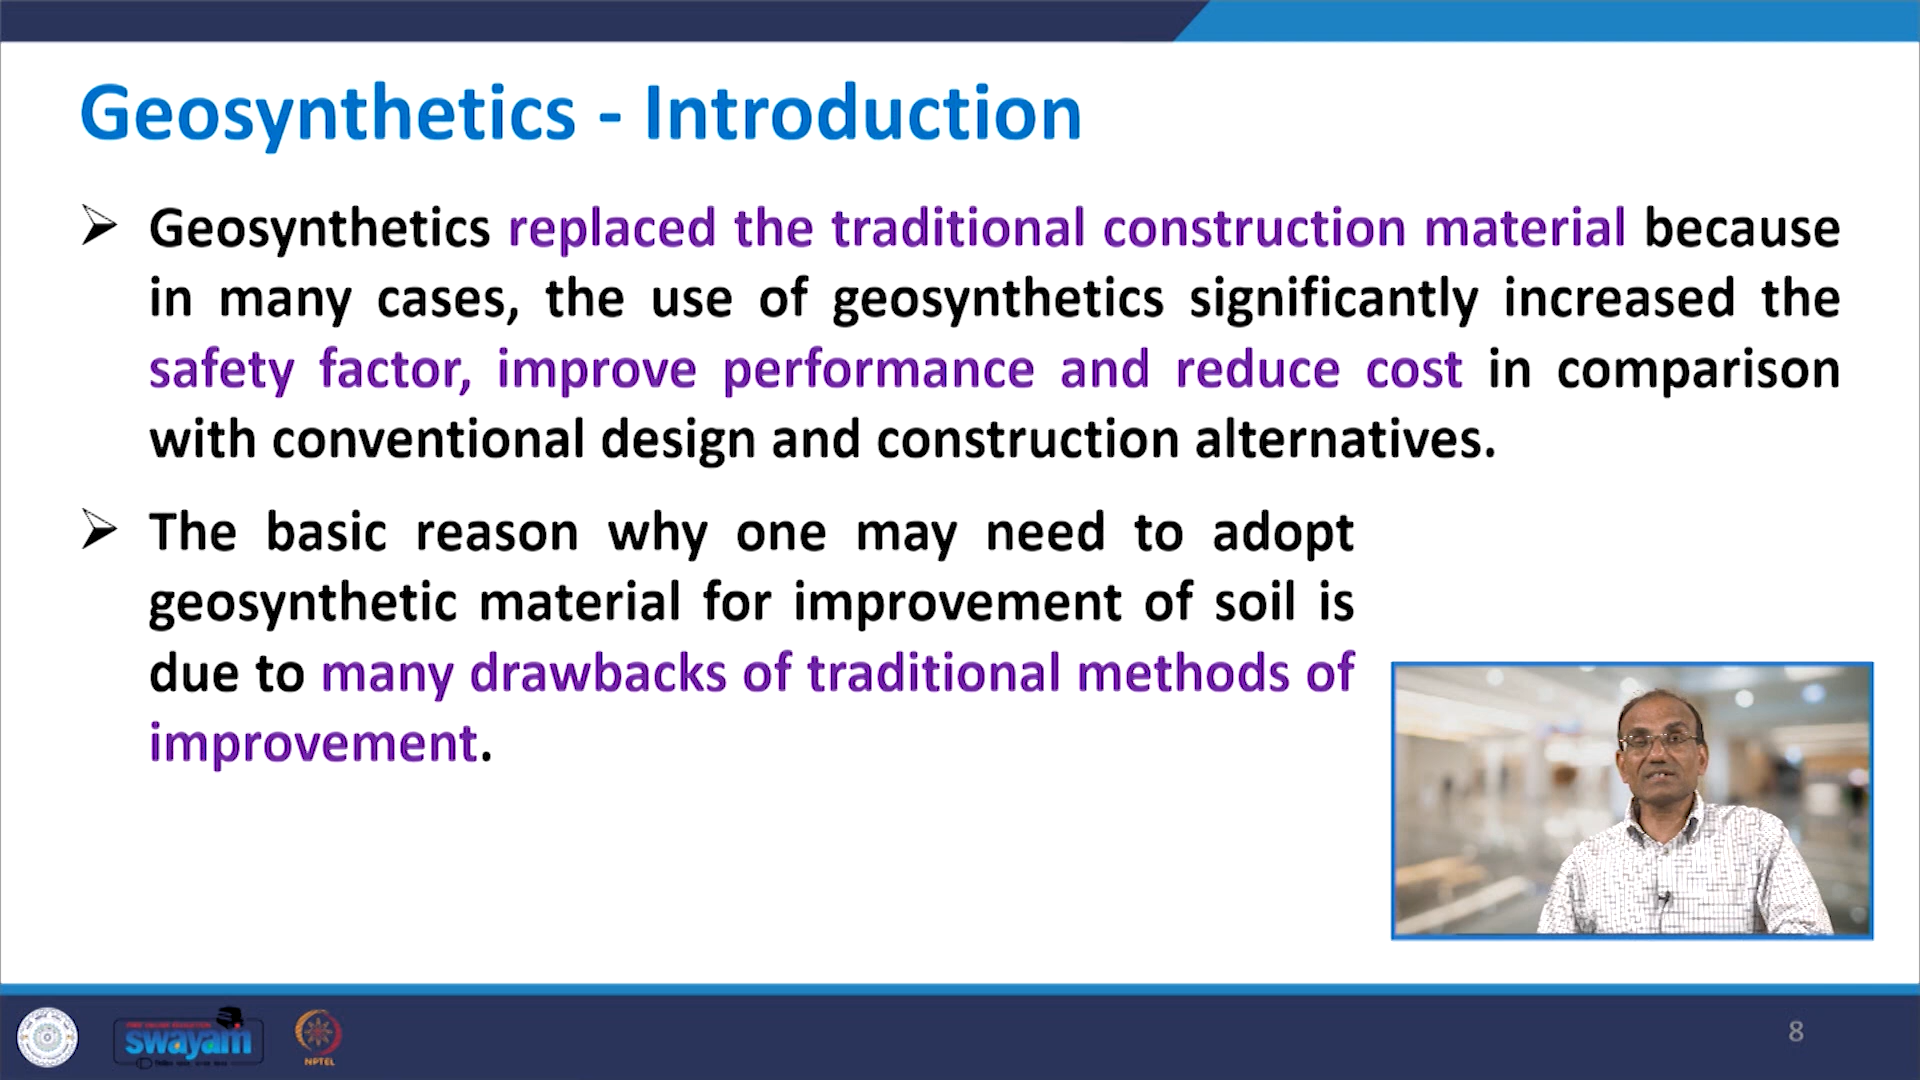 Geosynthetics - Introduction
Geosynthetics replaced the traditional construction material because
in many cases, the use of geosynthetics significantly increased the
safety factor, improve performance and reduce cost in comparison
with conventional design and construction alternatives.
The basic reason why one may need to adopt
geosynthetic material for improvement of soil is
due to many drawbacks of traditional methods of
improvement.
swayam
NPTEL
8